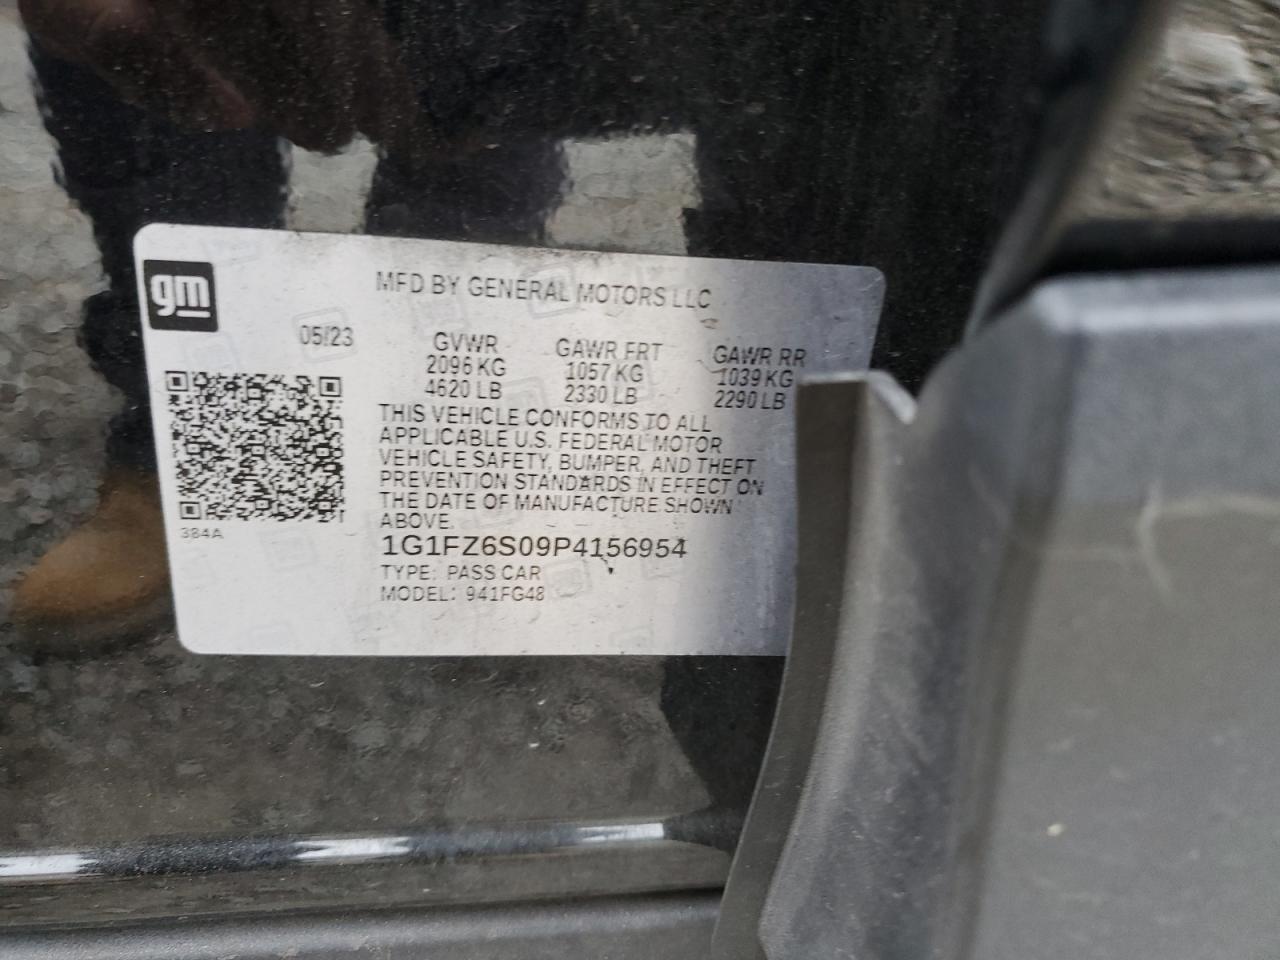 gm
MFD BY GENERAL MOTORS LLC
05/23
GVWR GAWR FRT GAWR RR
2096 KG 1057 KG 1039 KG
4620 LB 2330 LB 2290 LB
THIS VEHICLE CONFORMS TO ALL
APPLICABLE U.S. FEDERAL MOTOR
VEHICLE SAFETY, BUMPER, AND THEFT
PREVENTION STANDARDS IN EFFECT ON
THE DATE OF MANUFACTURE SHOWN
ABOVE.
384A
1G1FZ6S09P4156954
TYPE: PASS CAR
MODEL: 941FG48